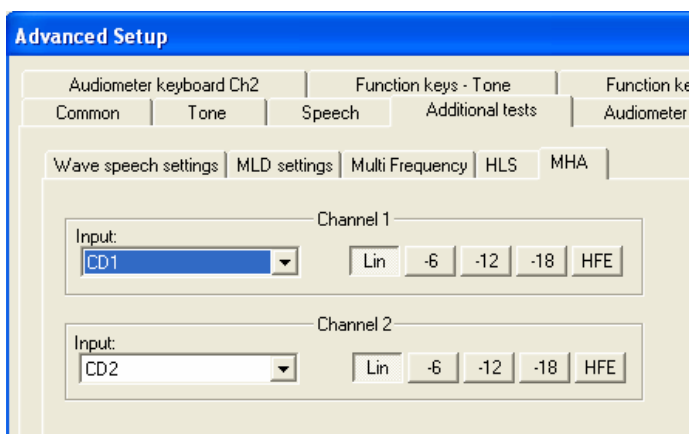 Advanced Setup
Audiometer keyboard Ch2 Function keys - Tone Function ke
Common Tone Speech Additional tests Audiometer
Wave speech settings MLD settings Multi Frequency HLS MHA
Channel 1
Input:
CD1 Lin -6 -12 -18 HFE
Channel 2
Input:
CD2 Lin -6 -12 -18 HFE